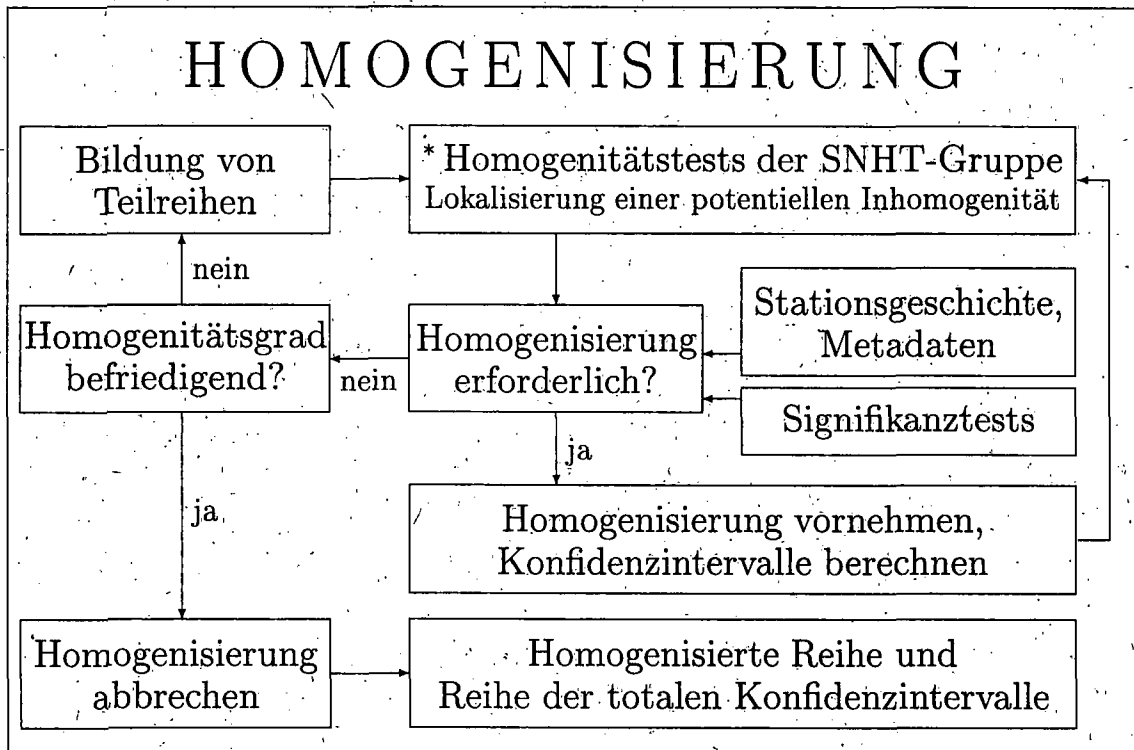 HOMOGENISIERUNG
Bildung von
Teilreihen
* Homogenitätstests der SNHT-Gruppe
Lokalisierung einer potentiellen Inhomogenität
nein
Homogenitätsgrad
befriedigend?
nein
Homogenisierung
erforderlich?
Stationsgeschichte,
Metadaten
Signifikanztests
ja
ja
Homogenisierung vornehmen,
Konfidenzintervalle berechnen
Homogenisierung
abbrechen
Homogenisierte Reihe und
Reihe der totalen Konfidenzintervalle